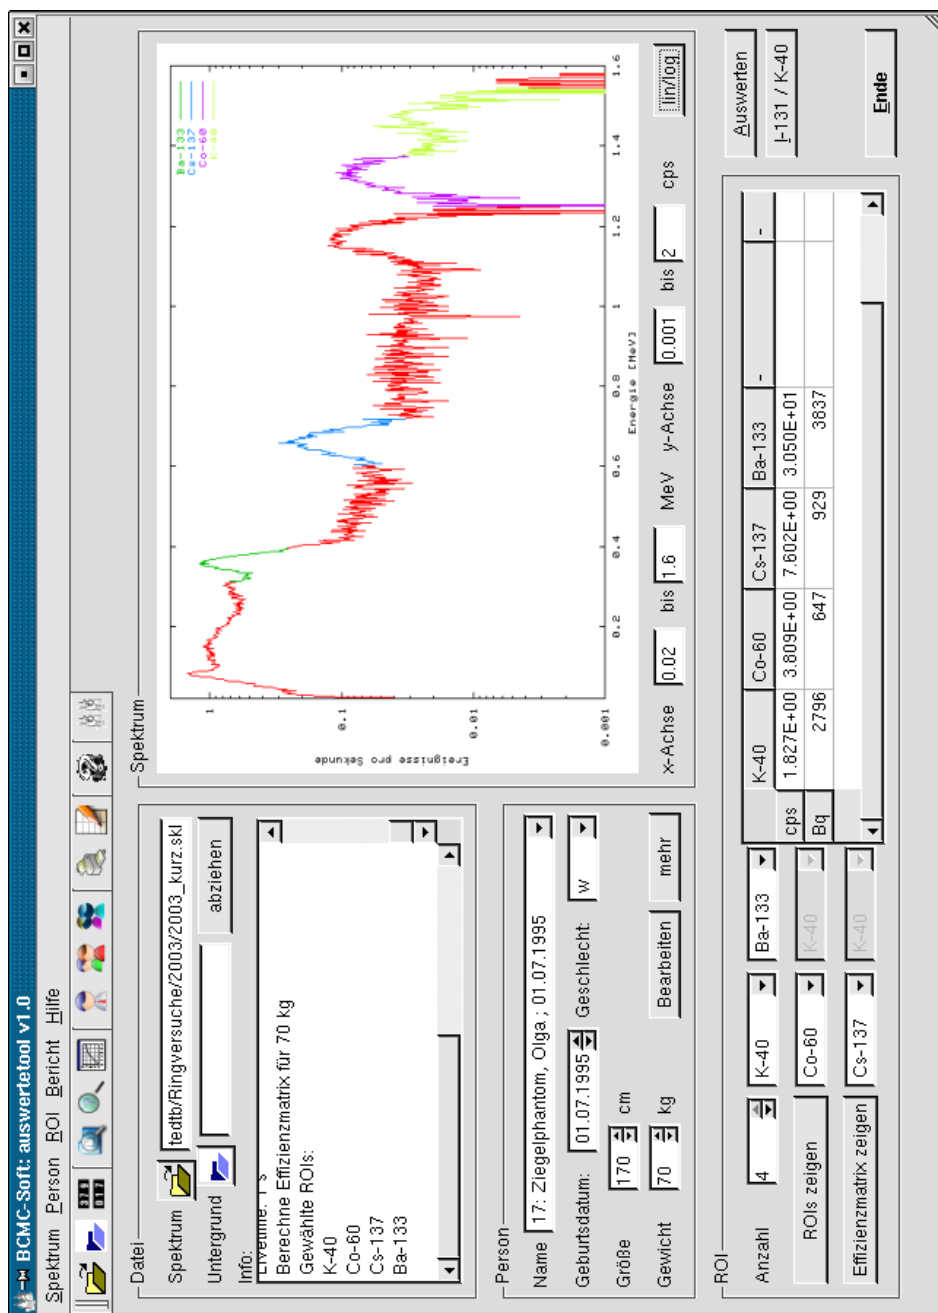 BCMC-Soft: auswertetool v1.0
Spektrum Person ROI Bericht Hilfe
Datei
Spektrum tedtb/Ringversuche/2003/2003_kurz.skl
Untergrund abziehen
Info:
Livetime: 1 s
Berechne Effizienzmatrix für 70 kg
Gewählte ROIs:
K-40
Co-60
Cs-137
Ba-133
Person
Name 17: Ziegelphantom, Olga ; 01.07.1995
Geburtsdatum: 01.07.1995 Geschlecht: w
Größe 170 cm
Gewicht 70 kg Bearbeiten mehr
Spektrum
Ba-133
Cs-137
Co-60
K-40
Ereignisse pro Sekunde
1
0.1
0.01
0.001
0.2 0.4 0.6 0.8 1 1.2 1.4 1.6
Energie [MeV]
x-Achse 0.02 bis 1.6 MeV y-Achse 0.001 bis 2 cps lin/log
ROI
Anzahl 4 K-40 Ba-133
ROIs zeigen Co-60 K-40
Effizienzmatrix zeigen Cs-137 K-40
K-40 Co-60 Cs-137 Ba-133 - -
cps 1.827E+00 3.809E+00 7.602E+00 3.050E+01
Bq 2796 647 929 3837
Auswerten
I-131 / K-40
Ende